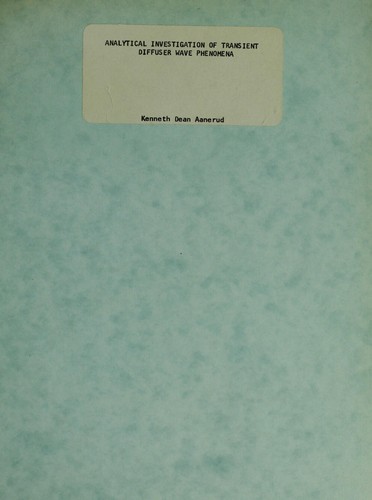 ANALYTICAL INVESTIGATION OF TRANSIENT
DIFFUSER WAVE PHENOMENA
Kenneth Dean Aanerud